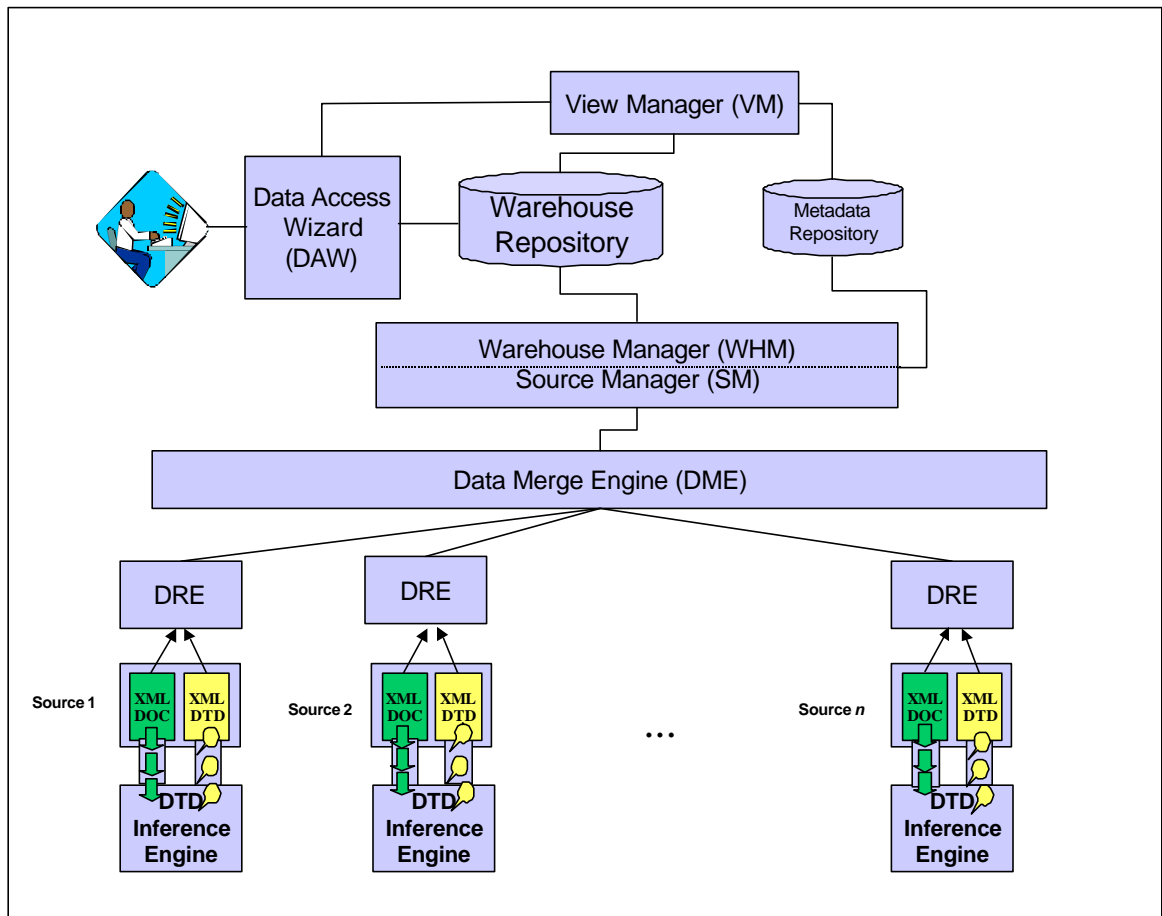 View Manager (VM)
Data Access
Wizard
(DAW)
Warehouse
Repository
Metadata
Repository
Warehouse Manager (WHM)
Source Manager (SM)
Data Merge Engine (DME)
DRE
DRE
DRE
Source 1
XML
DOC
XML
DTD
Source 2
XML
DOC
XML
DTD
...
Source n
XML
DOC
XML
DTD
DTD
Inference
Engine
DTD
Inference
Engine
DTD
Inference
Engine